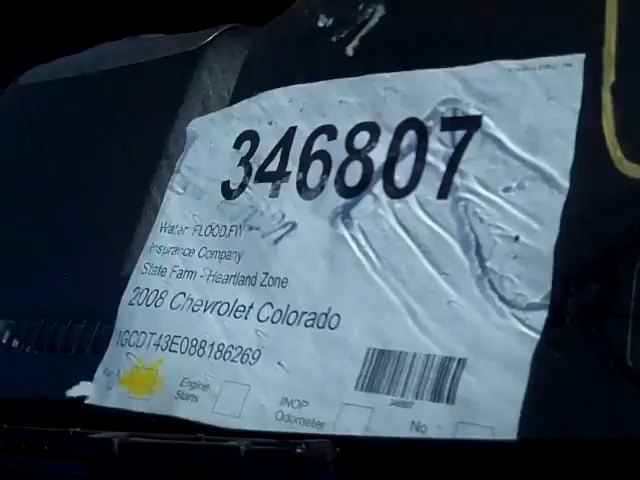 346807
Water FLOOD,FW
Insurance Company
State Farm - Heartland Zone
2008 Chevrolet Colorado
1GCDT43E088186269
Engine Starts
INOP Odometer
No
346807